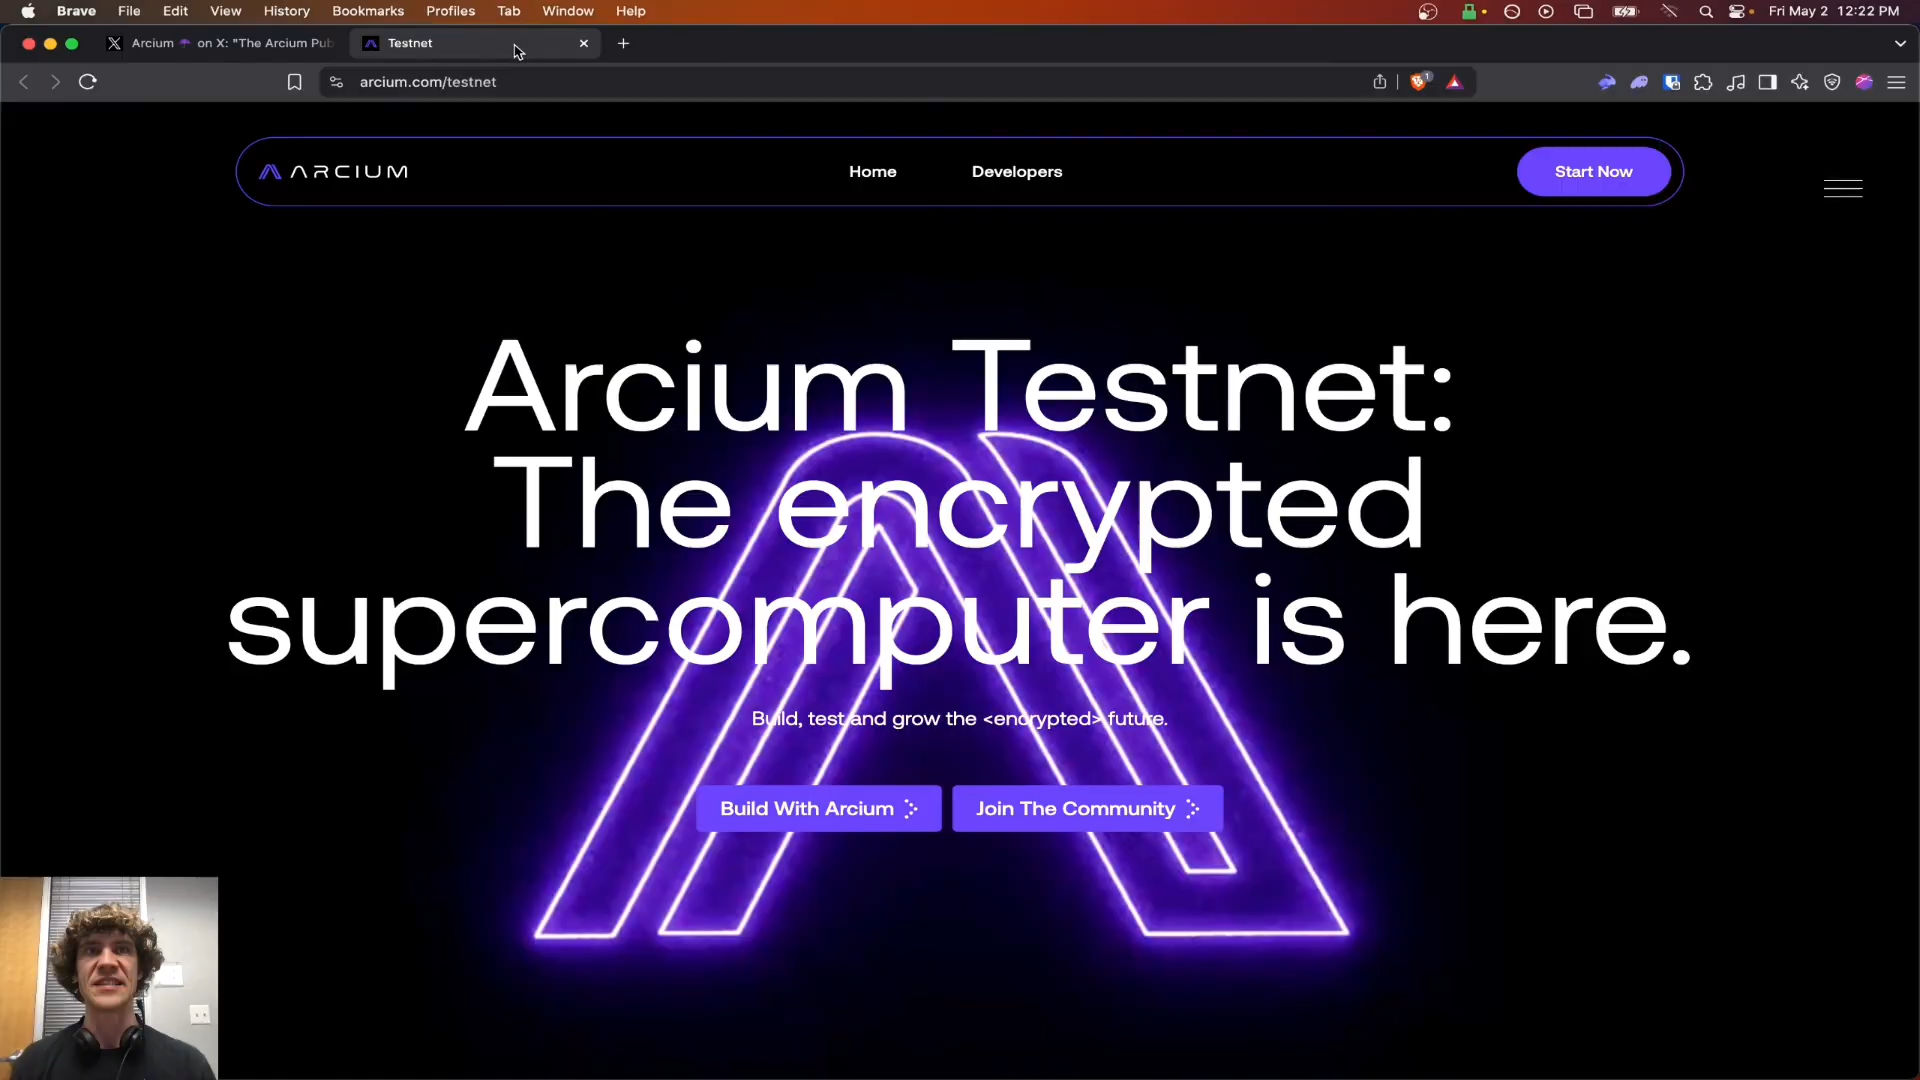 Brave File Edit View History Bookmarks Profiles Tab Window Help Fri May 2 12:22 PM
Arcium ☂ on X: "The Arcium Pub Testnet
arcium.com/testnet 1
ARCIUM Home Developers Start Now
Arcium Testnet:
The encrypted
supercomputer is here.
Build, test and grow the <encrypted> future.
Build With Arcium Join The Community